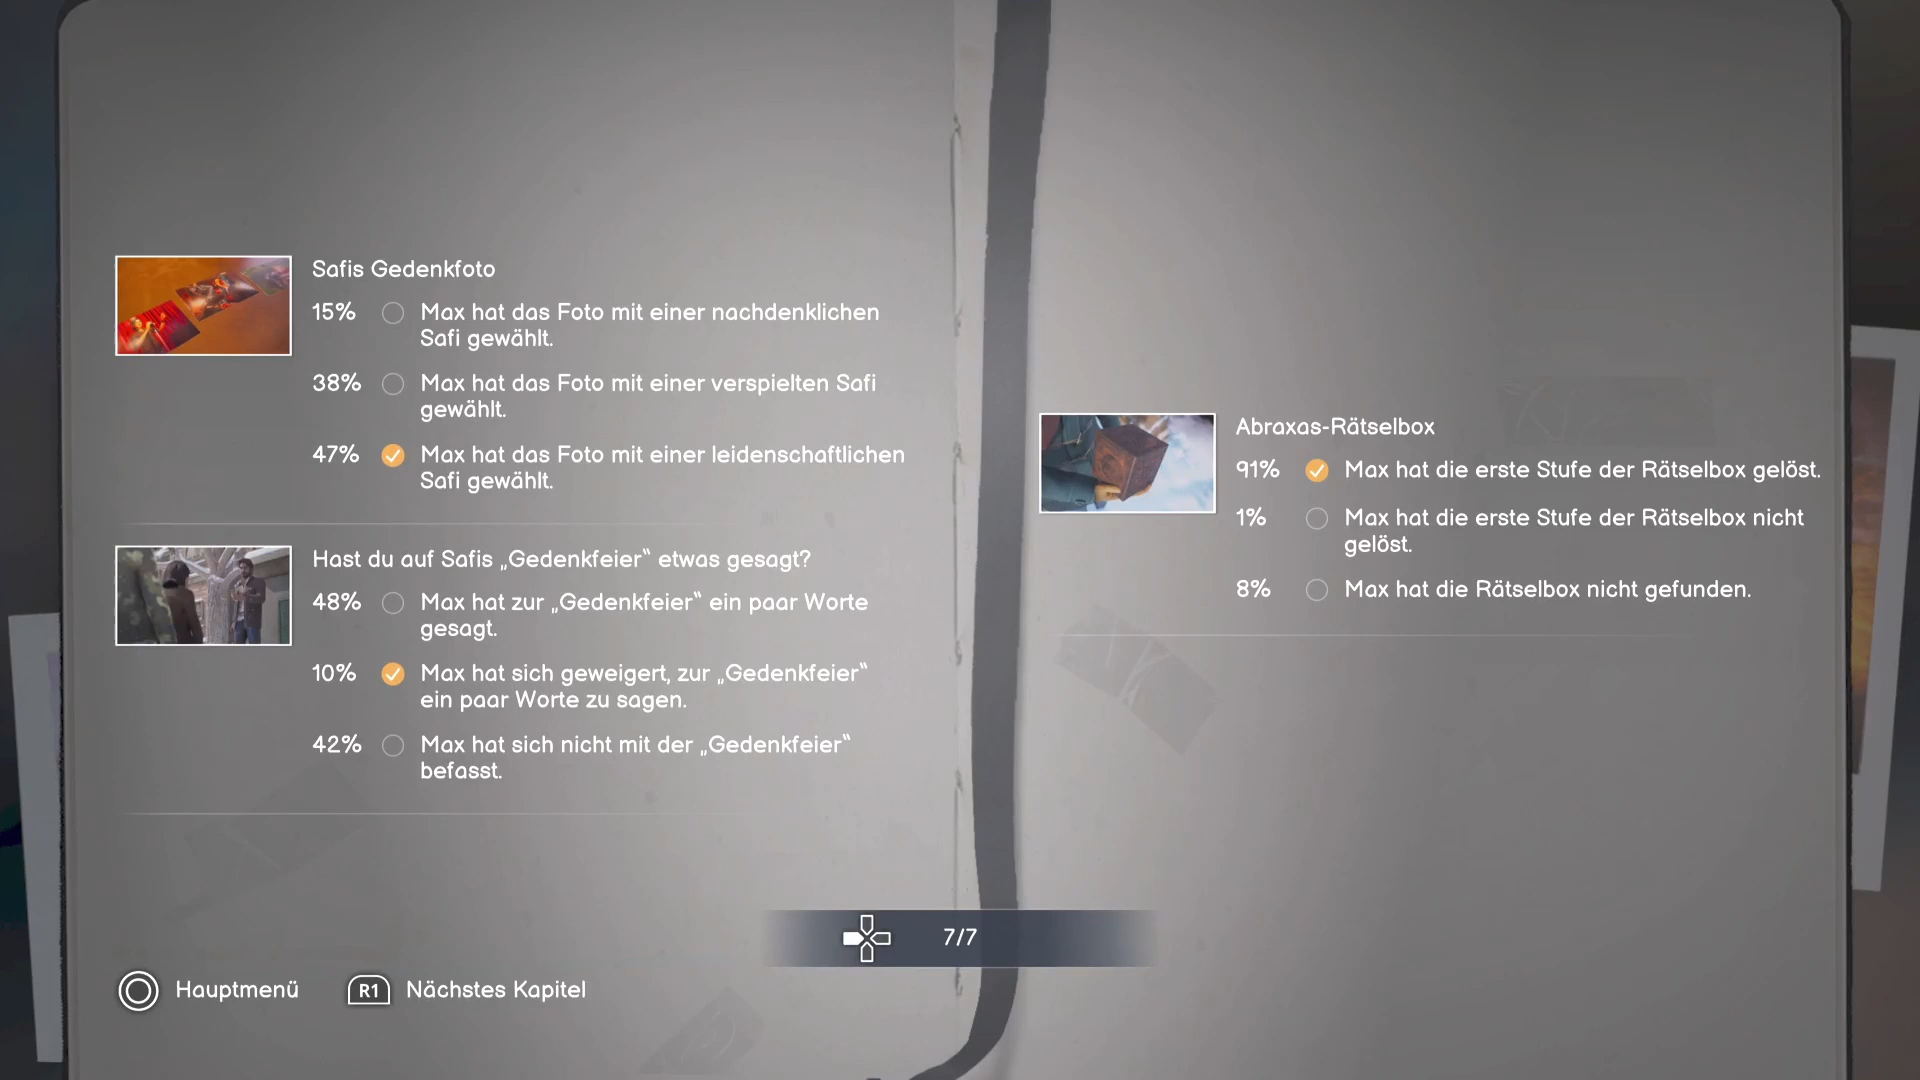 Safis Gedenkfoto
15% Max hat das Foto mit einer nachdenklichen
Safi gewählt.
38% Max hat das Foto mit einer verspielten Safi
gewählt.
47% Max hat das Foto mit einer leidenschaftlichen
Safi gewählt.
Hast du auf Safis „Gedenkfeier“ etwas gesagt?
48% Max hat zur „Gedenkfeier“ ein paar Worte
gesagt.
10% Max hat sich geweigert, zur „Gedenkfeier“
ein paar Worte zu sagen.
42% Max hat sich nicht mit der „Gedenkfeier“
befasst.
Abraxas-Rätselbox
91% Max hat die erste Stufe der Rätselbox gelöst.
1% Max hat die erste Stufe der Rätselbox nicht
gelöst.
8% Max hat die Rätselbox nicht gefunden.
7/7
Hauptmenü R1 Nächstes Kapitel